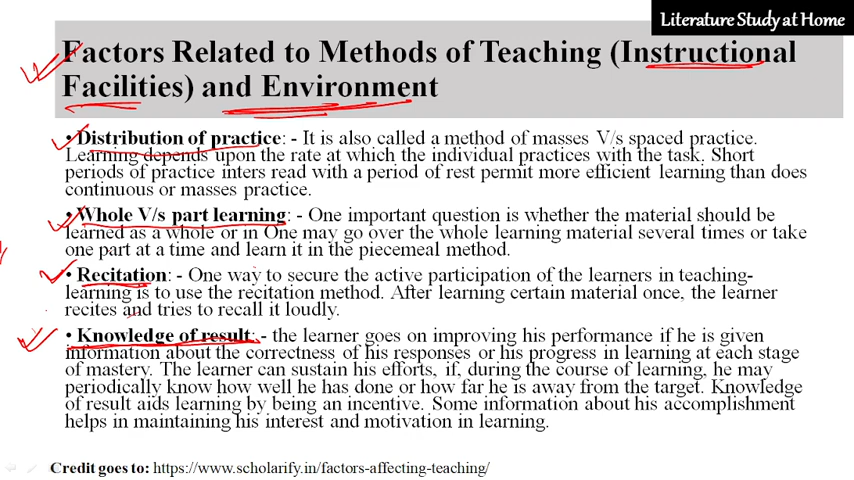 Literature Study at Home
Factors Related to Methods of Teaching (Instructional
Facilities) and Environment
• Distribution of practice: - It is also called a method of masses V/s spaced practice.
Learning depends upon the rate at which the individual practices with the task. Short
periods of practice inters read with a period of rest permit more efficient learning than does
continuous or masses practice.
• Whole V/s part learning: - One important question is whether the material should be
learned as a whole or in One may go over the whole learning material several times or take
one part at a time and learn it in the piecemeal method.
• Recitation: - One way to secure the active participation of the learners in teaching-
learning is to use the recitation method. After learning certain material once, the learner
recites and tries to recall it loudly.
• Knowledge of result: - the learner goes on improving his performance if he is given
information about the correctness of his responses or his progress in learning at each stage
of mastery. The learner can sustain his efforts, if, during the course of learning, he may
periodically know how well he has done or how far he is away from the target. Knowledge
of result aids learning by being an incentive. Some information about his accomplishment
helps in maintaining his interest and motivation in learning.
Credit goes to: https://www.scholarify.in/factors-affecting-teaching/